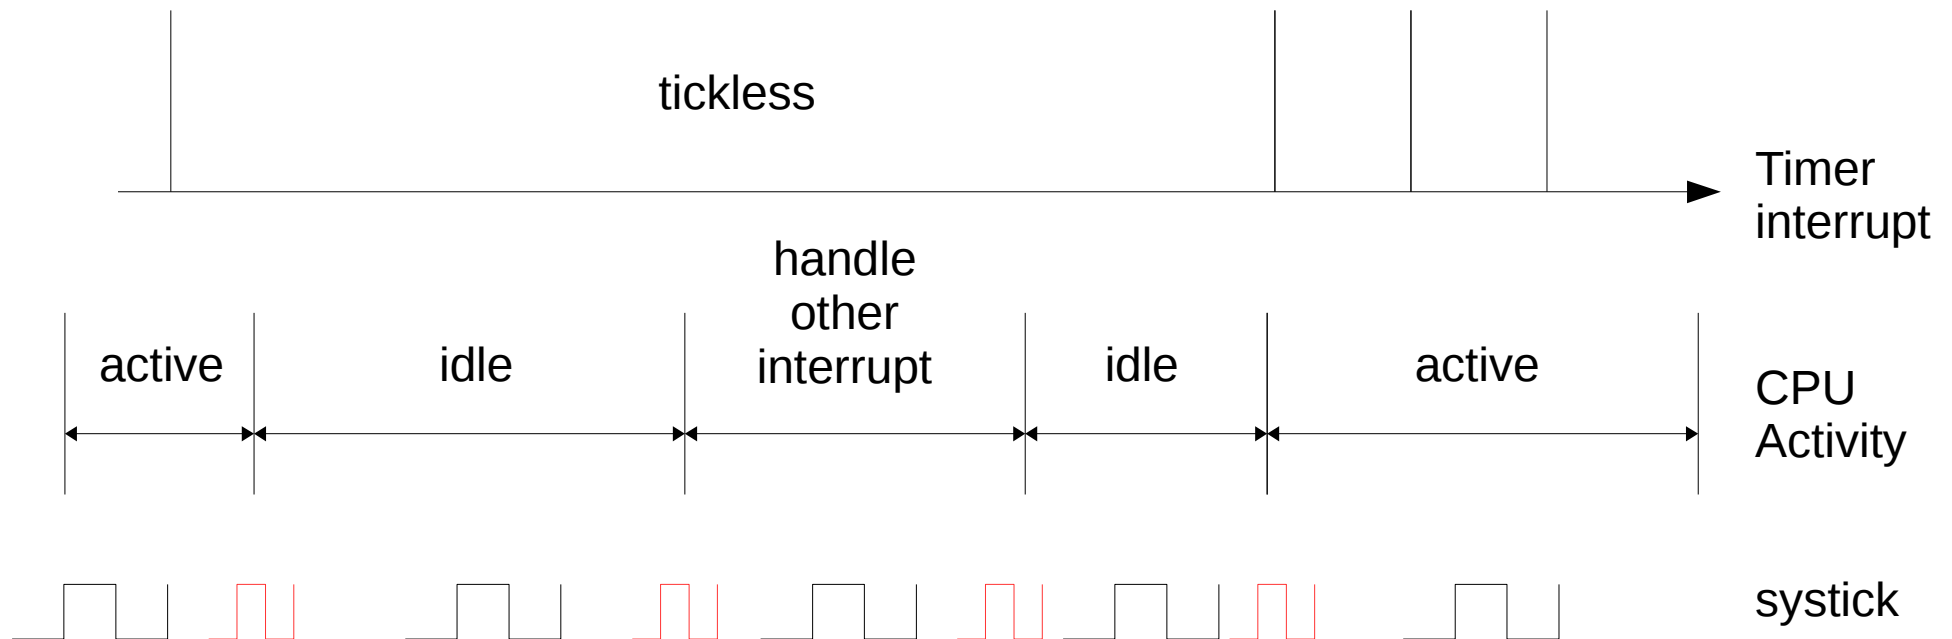 tickless
Timer
interrupt
handle
other
interrupt
active
idle
idle
active
CPU
Activity
systick